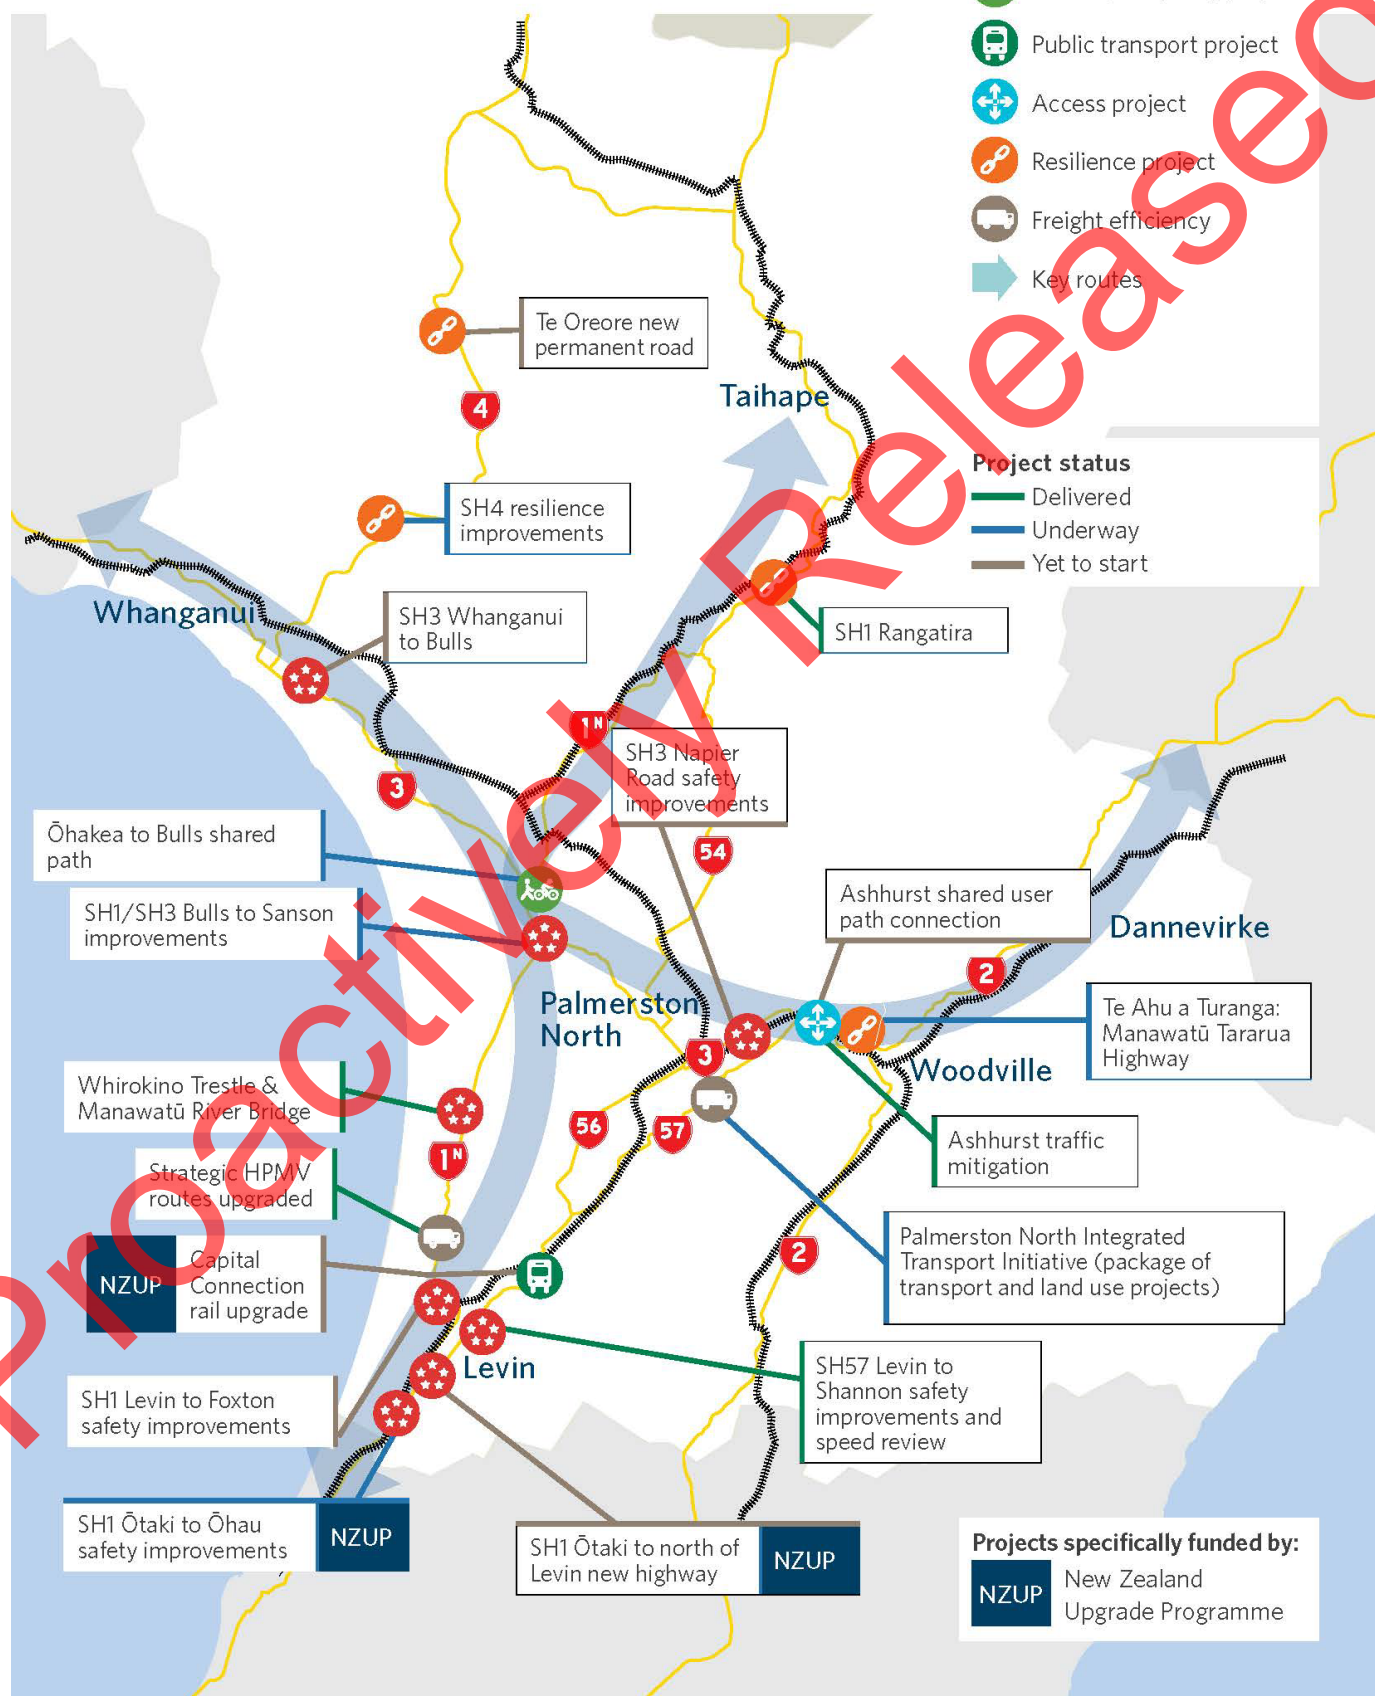 Public transport project
Access project
Resilience project
Freight efficiency
Key routes
Te Oreore new
permanent road
4
Taihape
Project status
Delivered
Underway
Yet to start
SH4 resilience
improvements
Whanganui
SH3 Whanganui
to Bulls
SH1 Rangatira
1N
SH3 Napier
Road safety
improvements
3
54
Ōhakea to Bulls shared
path
SH1/SH3 Bulls to Sanson
improvements
Ashhurst shared user
path connection
Dannevirke
2
Palmerston
North
Te Ahu a Turanga:
Manawatū Tararua
Highway
3
Woodville
Whirokino Trestle &
Manawatū River Bridge
56
57
Ashhurst traffic
mitigation
1N
Strategic HPMV
routes upgraded
Palmerston North Integrated
Transport Initiative (package of
transport and land use projects)
2
NZUP
Capital
Connection
rail upgrade
Levin
SH57 Levin to
Shannon safety
improvements and
speed review
SH1 Levin to Foxton
safety improvements
SH1 Ōtaki to Ōhau
safety improvements
NZUP
SH1 Ōtaki to north of
Levin new highway
NZUP
Projects specifically funded by:
NZUP
New Zealand
Upgrade Programme
Proactively Released